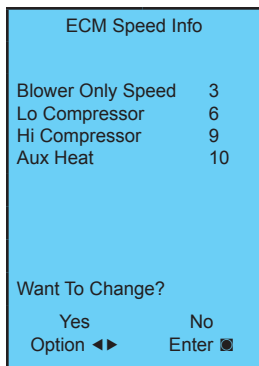 ECM Speed Info
Blower Only Speed 3
Lo Compressor 6
Hi Compressor 9
Aux Heat 10
Want To Change?
Yes No
Option ◄► Enter ◙